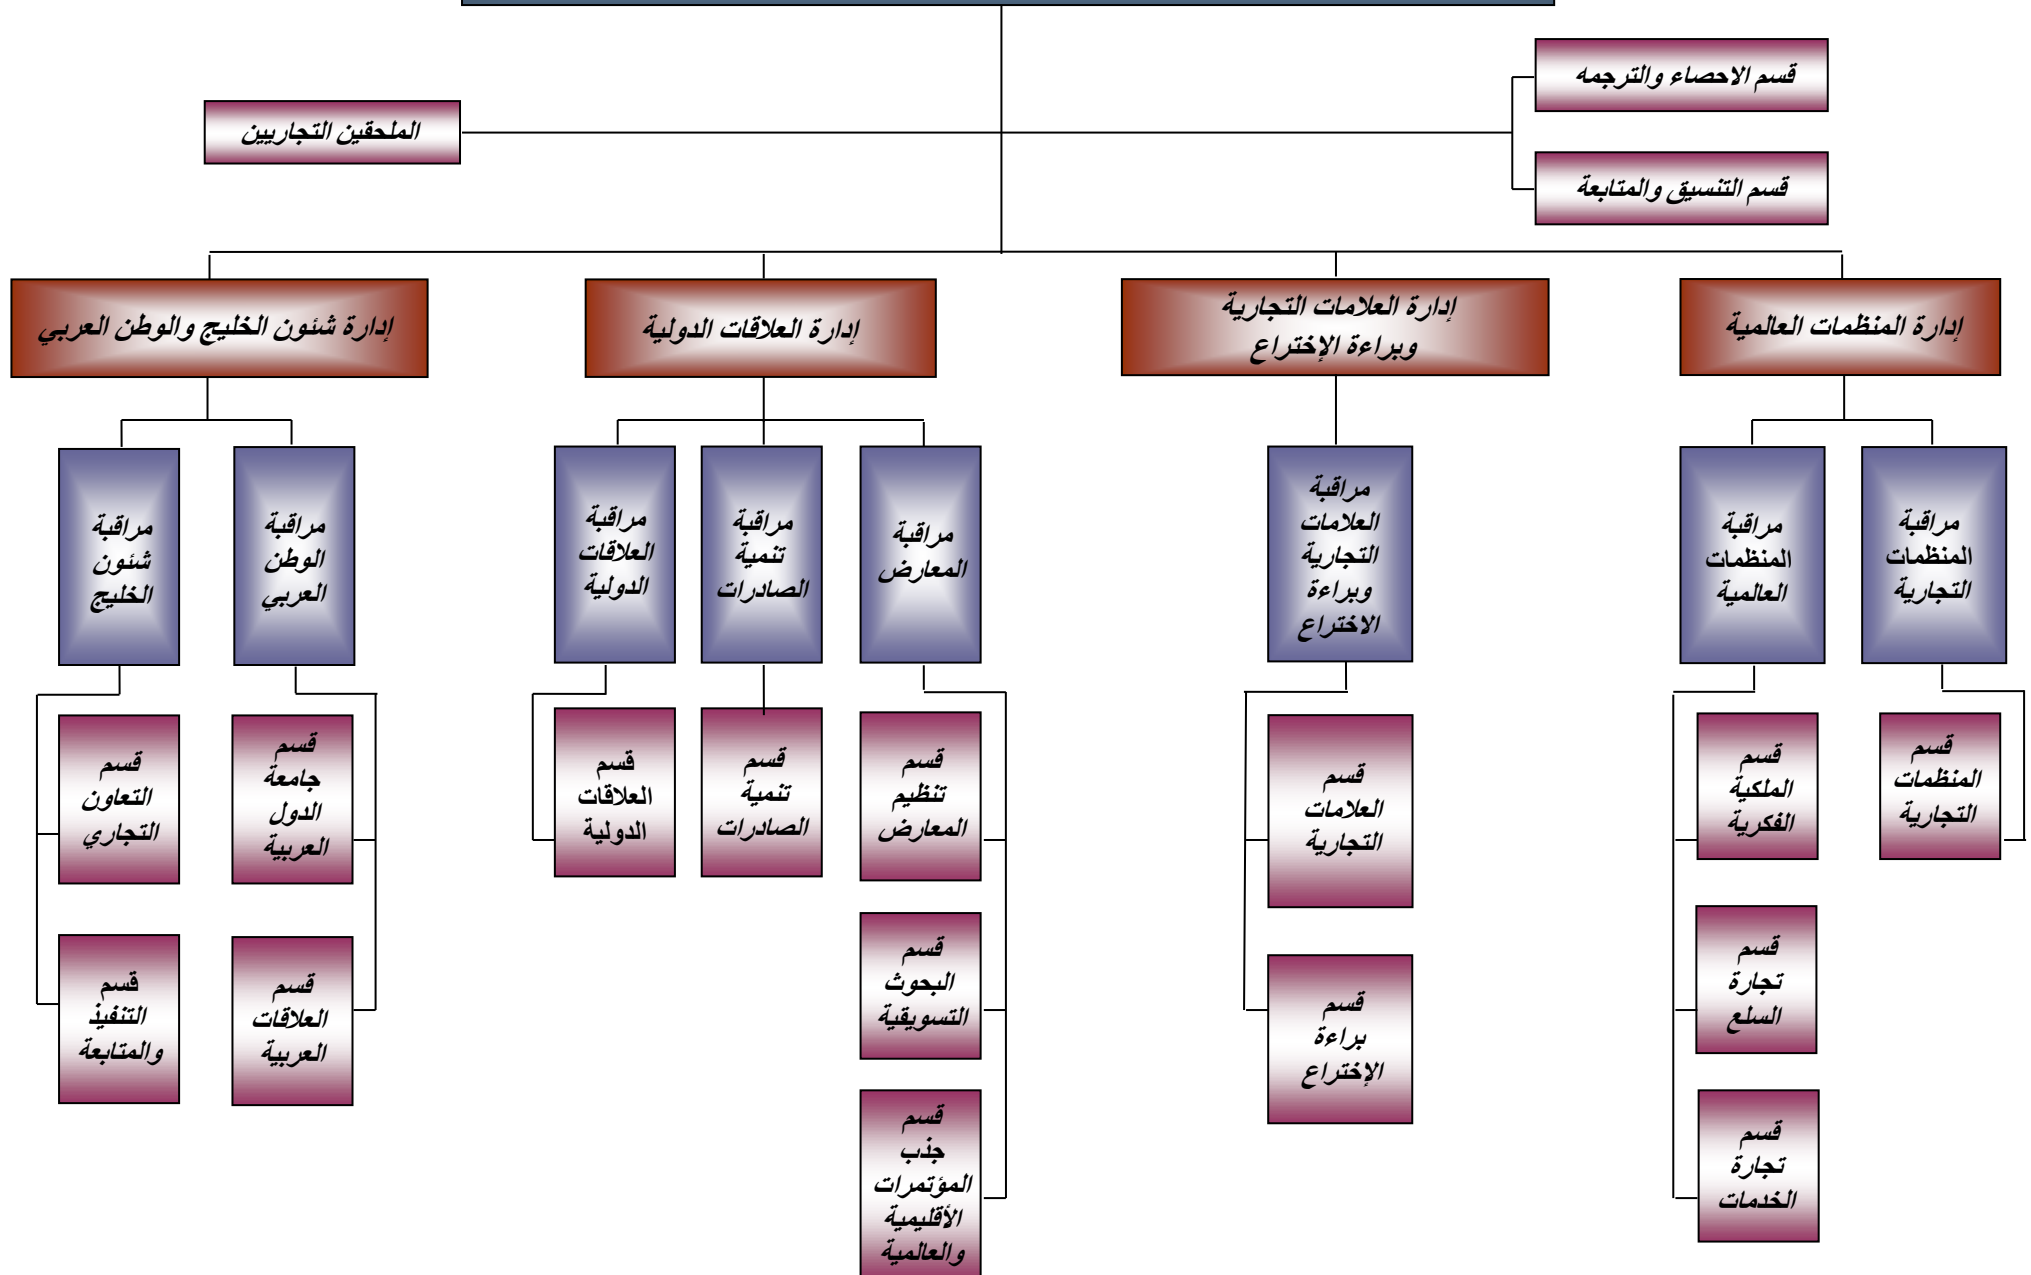 قسم الاحصاء والترجمه
الملحقين التجاريين
قسم التنسيق والمتابعة
إدارة المنظمات العالمية
إدارة العلامات التجارية
وبراءة الإختراع
إدارة العلاقات الدولية
إدارة شئون الخليج والوطن العربي
مراقبة
المنظمات
التجارية
مراقبة
المنظمات
العالمية
مراقبة
العلامات
التجارية
وبراءة
الاختراع
مراقبة
المعارض
مراقبة
تنمية
الصادرات
مراقبة
العلاقات
الدولية
مراقبة
الوطن
العربي
مراقبة
شئون
الخليج
قسم
المنظمات
التجارية
قسم
الملكية
الفكرية
قسم
تجارة
السلع
قسم
تجارة
الخدمات
قسم
العلامات
التجارية
قسم
براءة
الإختراع
قسم
تنظيم
المعارض
قسم
البحوث
التسويقية
قسم
جذب
المؤتمرات
الأقليمية
والعالمية
قسم
تنمية
الصادرات
قسم
العلاقات
الدولية
قسم
جامعة
الدول
العربية
قسم
العلاقات
العربية
قسم
التعاون
التجاري
قسم
التنفيذ
والمتابعة